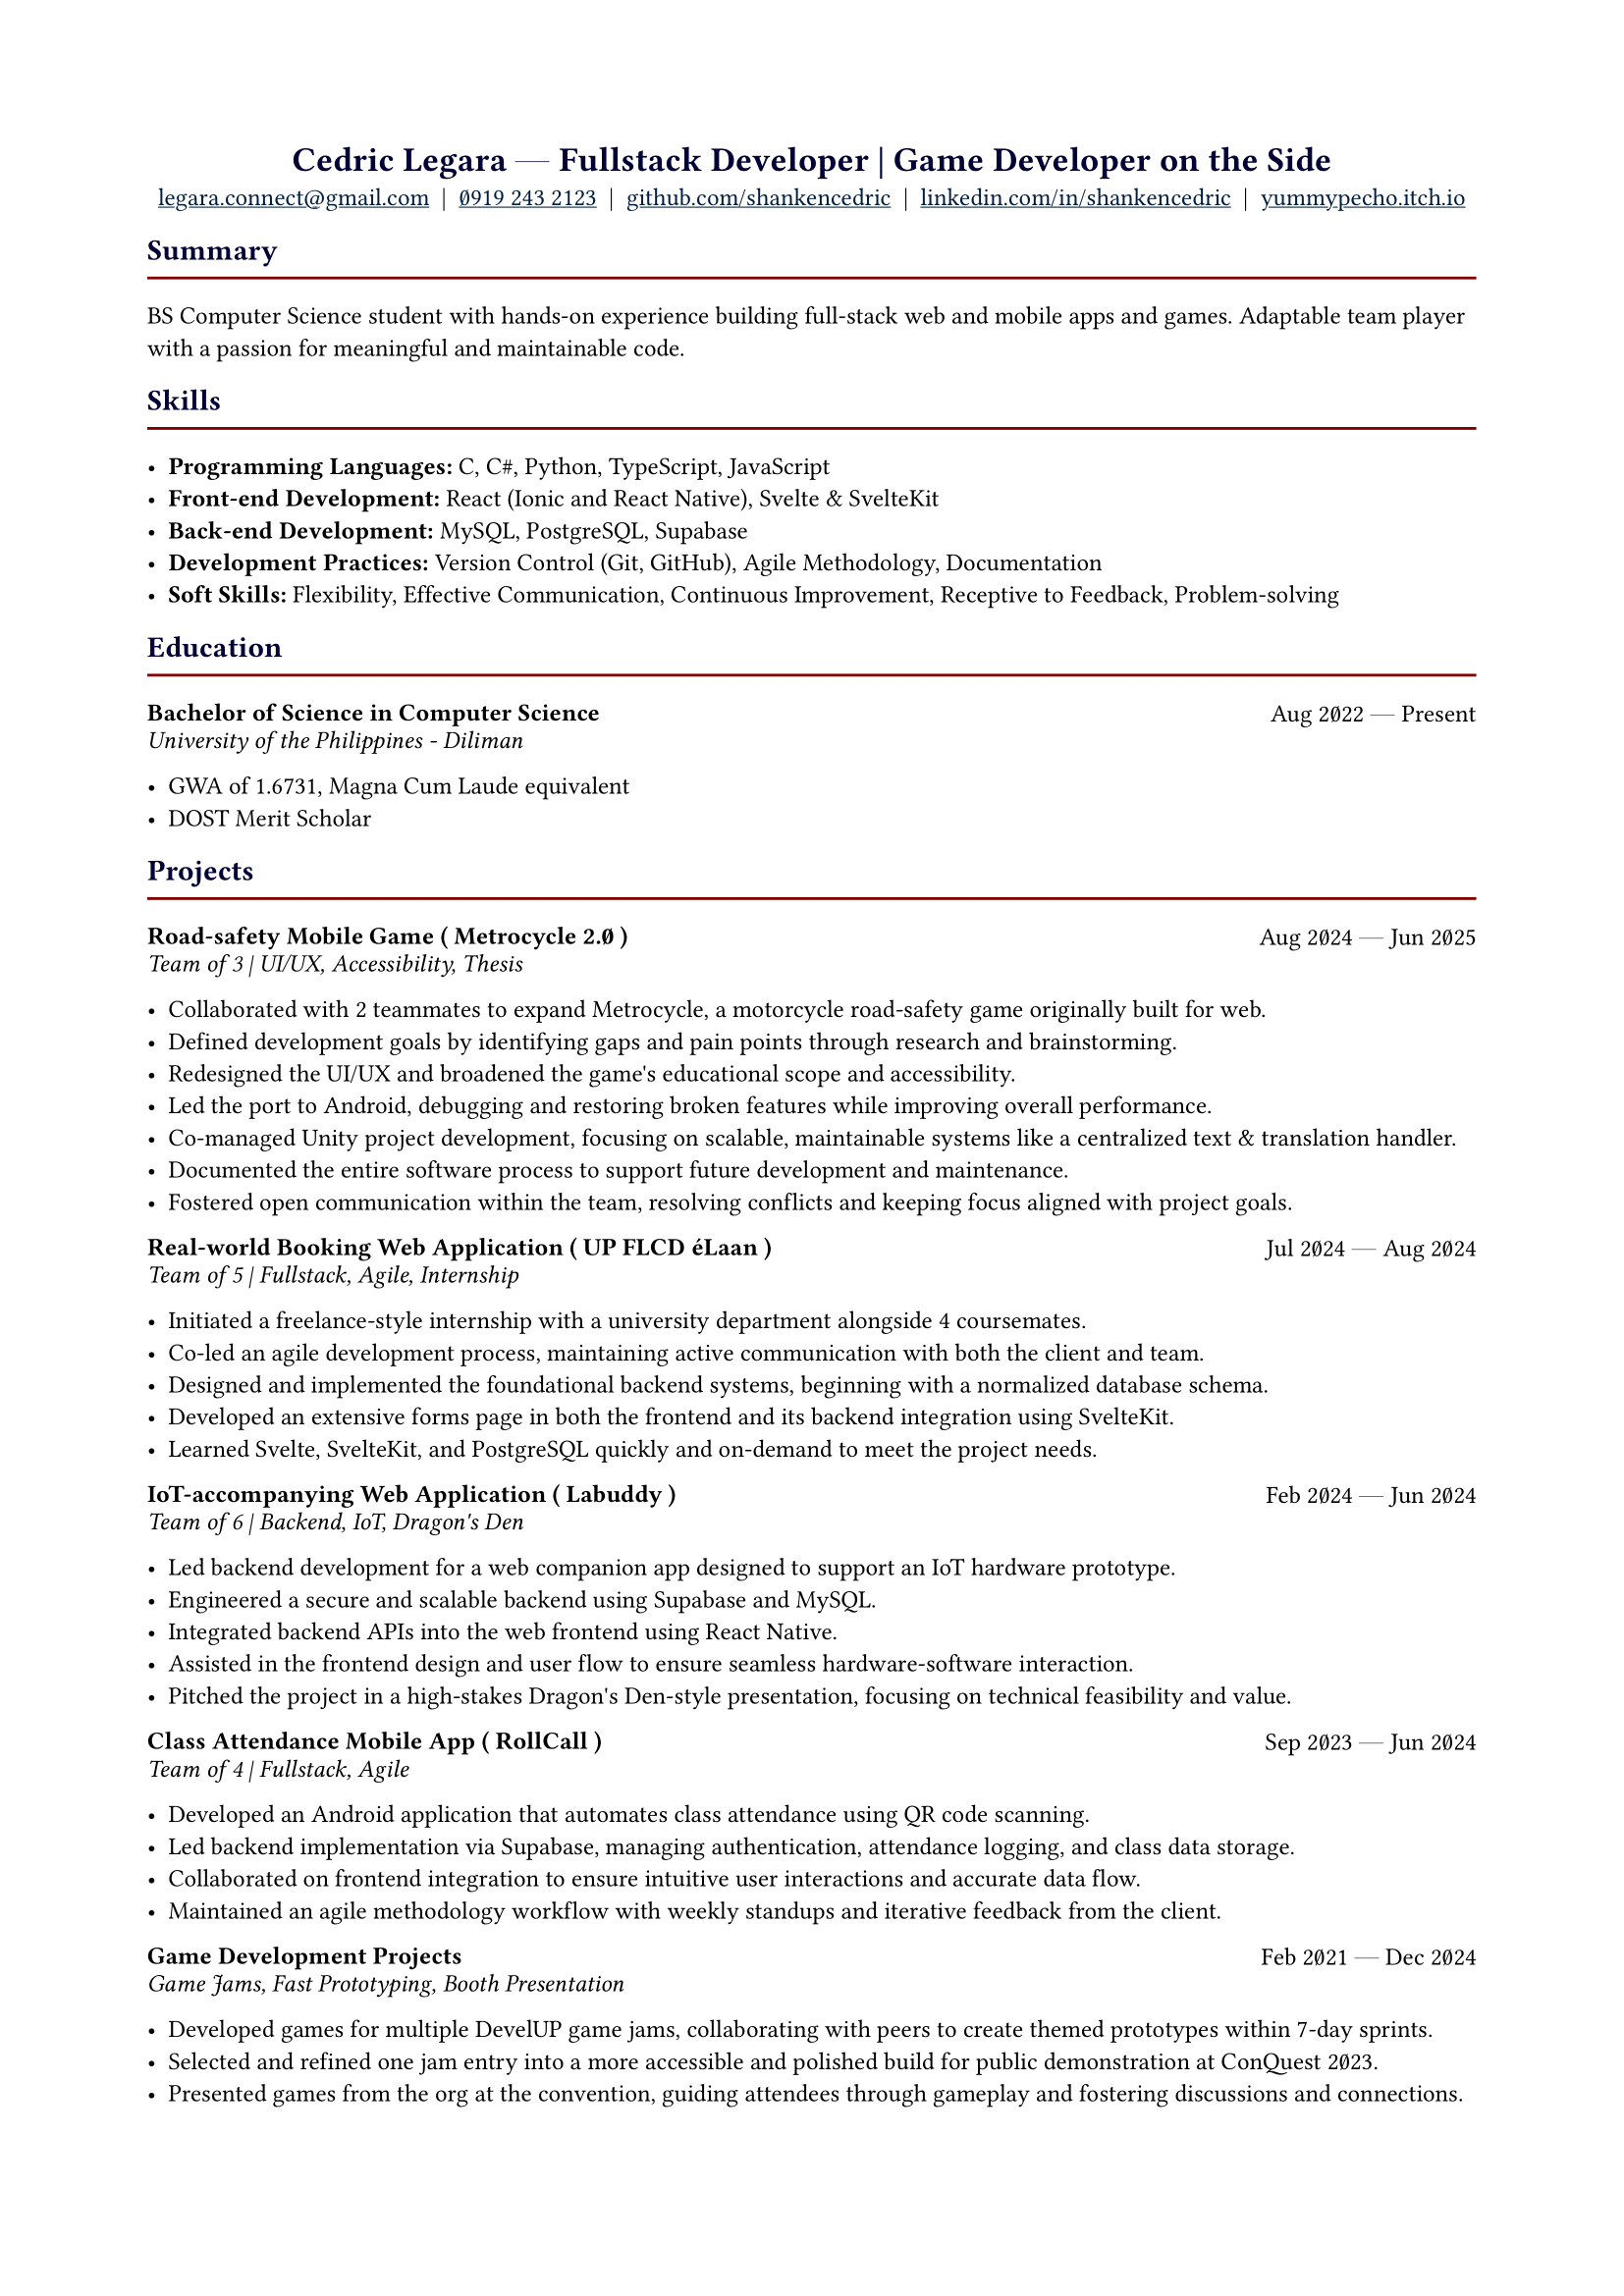 Cedric Legara — Fullstack Developer | Game Developer on the Side
legara.connect@gmail.com | 0919 243 2123 | github.com/shankencedric | linkedin.com/in/shankencedric | yummypecho.itch.io
Summary
BS Computer Science student with hands-on experience building full-stack web and mobile apps and games. Adaptable team player
with a passion for meaningful and maintainable code.
Skills
• Programming Languages: C, C#, Python, TypeScript, JavaScript
• Front-end Development: React (Ionic and React Native), Svelte & SvelteKit
• Back-end Development: MySQL, PostgreSQL, Supabase
• Development Practices: Version Control (Git, GitHub), Agile Methodology, Documentation
• Soft Skills: Flexibility, Effective Communication, Continuous Improvement, Receptive to Feedback, Problem-solving
Education
Bachelor of Science in Computer Science Aug 2022 — Present
University of the Philippines - Diliman
• GWA of 1.6731, Magna Cum Laude equivalent
• DOST Merit Scholar
Projects
Road-safety Mobile Game ( Metrocycle 2.0 ) Aug 2024 — Jun 2025
Team of 3 | UI/UX, Accessibility, Thesis
• Collaborated with 2 teammates to expand Metrocycle, a motorcycle road-safety game originally built for web.
• Defined development goals by identifying gaps and pain points through research and brainstorming.
• Redesigned the UI/UX and broadened the game's educational scope and accessibility.
• Led the port to Android, debugging and restoring broken features while improving overall performance.
• Co-managed Unity project development, focusing on scalable, maintainable systems like a centralized text & translation handler.
• Documented the entire software process to support future development and maintenance.
• Fostered open communication within the team, resolving conflicts and keeping focus aligned with project goals.
Real-world Booking Web Application ( UP FLCD éLaan ) Jul 2024 — Aug 2024
Team of 5 | Fullstack, Agile, Internship
• Initiated a freelance-style internship with a university department alongside 4 coursemates.
• Co-led an agile development process, maintaining active communication with both the client and team.
• Designed and implemented the foundational backend systems, beginning with a normalized database schema.
• Developed an extensive forms page in both the frontend and its backend integration using SvelteKit.
• Learned Svelte, SvelteKit, and PostgreSQL quickly and on-demand to meet the project needs.
IoT-accompanying Web Application ( Labuddy ) Feb 2024 — Jun 2024
Team of 6 | Backend, IoT, Dragon's Den
• Led backend development for a web companion app designed to support an IoT hardware prototype.
• Engineered a secure and scalable backend using Supabase and MySQL.
• Integrated backend APIs into the web frontend using React Native.
• Assisted in the frontend design and user flow to ensure seamless hardware-software interaction.
• Pitched the project in a high-stakes Dragon's Den-style presentation, focusing on technical feasibility and value.
Class Attendance Mobile App ( RollCall ) Sep 2023 — Jun 2024
Team of 4 | Fullstack, Agile
• Developed an Android application that automates class attendance using QR code scanning.
• Led backend implementation via Supabase, managing authentication, attendance logging, and class data storage.
• Collaborated on frontend integration to ensure intuitive user interactions and accurate data flow.
• Maintained an agile methodology workflow with weekly standups and iterative feedback from the client.
Game Development Projects Feb 2021 — Dec 2024
Game Jams, Fast Prototyping, Booth Presentation
• Developed games for multiple DevelUP game jams, collaborating with peers to create themed prototypes within 7-day sprints.
• Selected and refined one jam entry into a more accessible and polished build for public demonstration at ConQuest 2023.
• Presented games from the org at the convention, guiding attendees through gameplay and fostering discussions and connections.